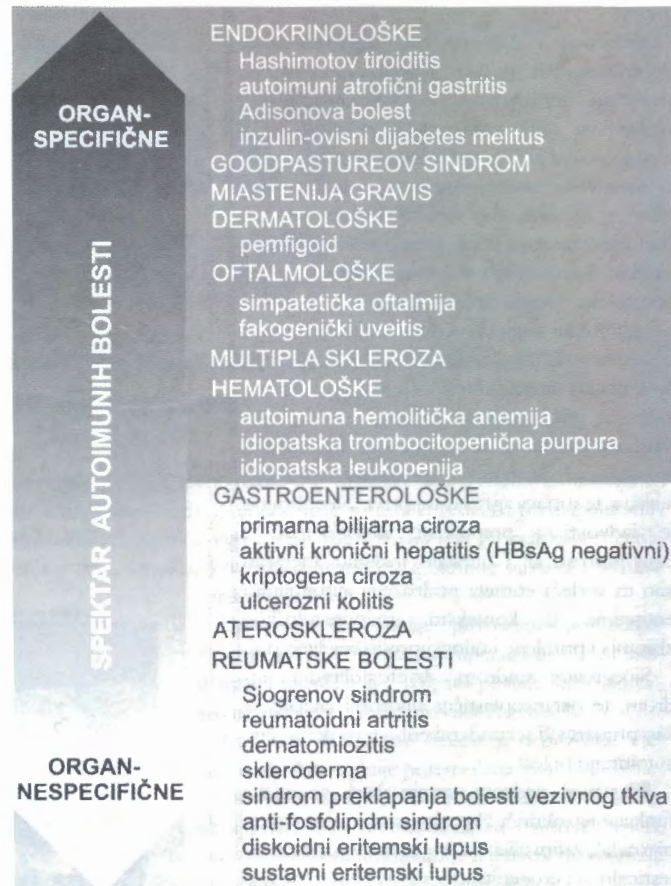 ORGAN-
SPECIFIČNE
SPEKTAR AUTOIMUNIH BOLESTI
ORGAN-
NESPECIFIČNE
ENDOKRINOLOŠKE
Hashimotov tiroiditis
autoimuni atrofični gastritis
Adisonova bolest
inzulin-ovisni dijabetes melitus
GOODPASTUREOV SINDROM
MIASTENIJA GRAVIS
DERMATOLOŠKE
pemfigoid
OFTALMOLOŠKE
simpatetička oftalmija
fakogenički uveitis
MULTIPLA SKLEROZA
HEMATOLOŠKE
autoimuna hemolitička anemija
idiopatska trombocitopenična purpura
idiopatska leukopenija
GASTROENTEROLOŠKE
primarna bilijarna ciroza
aktivni kronični hepatitis (HBsAg negativni)
kriptogena ciroza
ulcerozni kolitis
ATEROSKLEROZA
REUMATSKE BOLESTI
Sjogrenov sindrom
reumatoidni artritis
dernatomiozitis
skleroderma
sindrom preklapanja bolesti vezivnog tkiva
anti-fosfolipidni sindrom
diskoidni eritemski lupus
sustavni eritemski lupus